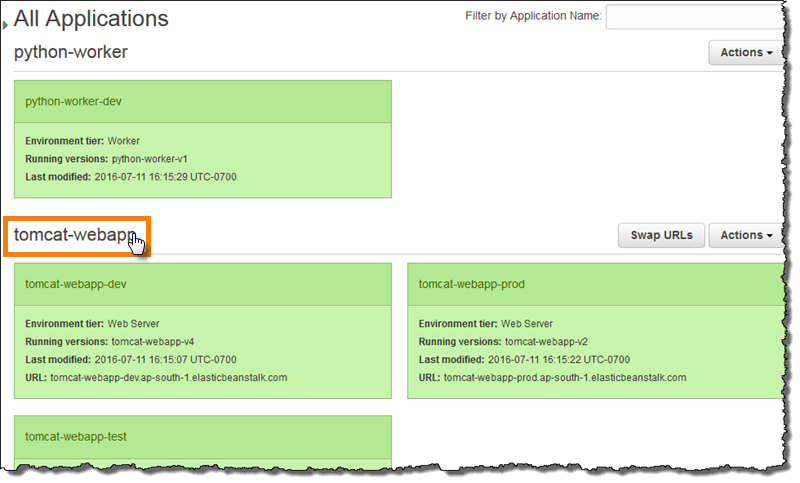 All Applications
Filter by Application Name:
python-worker
Actions
python-worker-dev
Environment tier: Worker
Running versions: python-worker-v1
Last modified: 2016-07-11 16:15:29 UTC-0700
tomcat-webapp
Swap URLs
Actions
tomcat-webapp-dev
Environment tier: Web Server
Running versions: tomcat-webapp-v4
Last modified: 2016-07-11 16:15:07 UTC-0700
URL: tomcat-webapp-dev.ap-south-1.elasticbeanstalk.com
tomcat-webapp-prod
Environment tier: Web Server
Running versions: tomcat-webapp-v2
Last modified: 2016-07-11 16:15:22 UTC-0700
URL: tomcat-webapp-prod.ap-south-1.elasticbeanstalk.com
tomcat-webapp-test